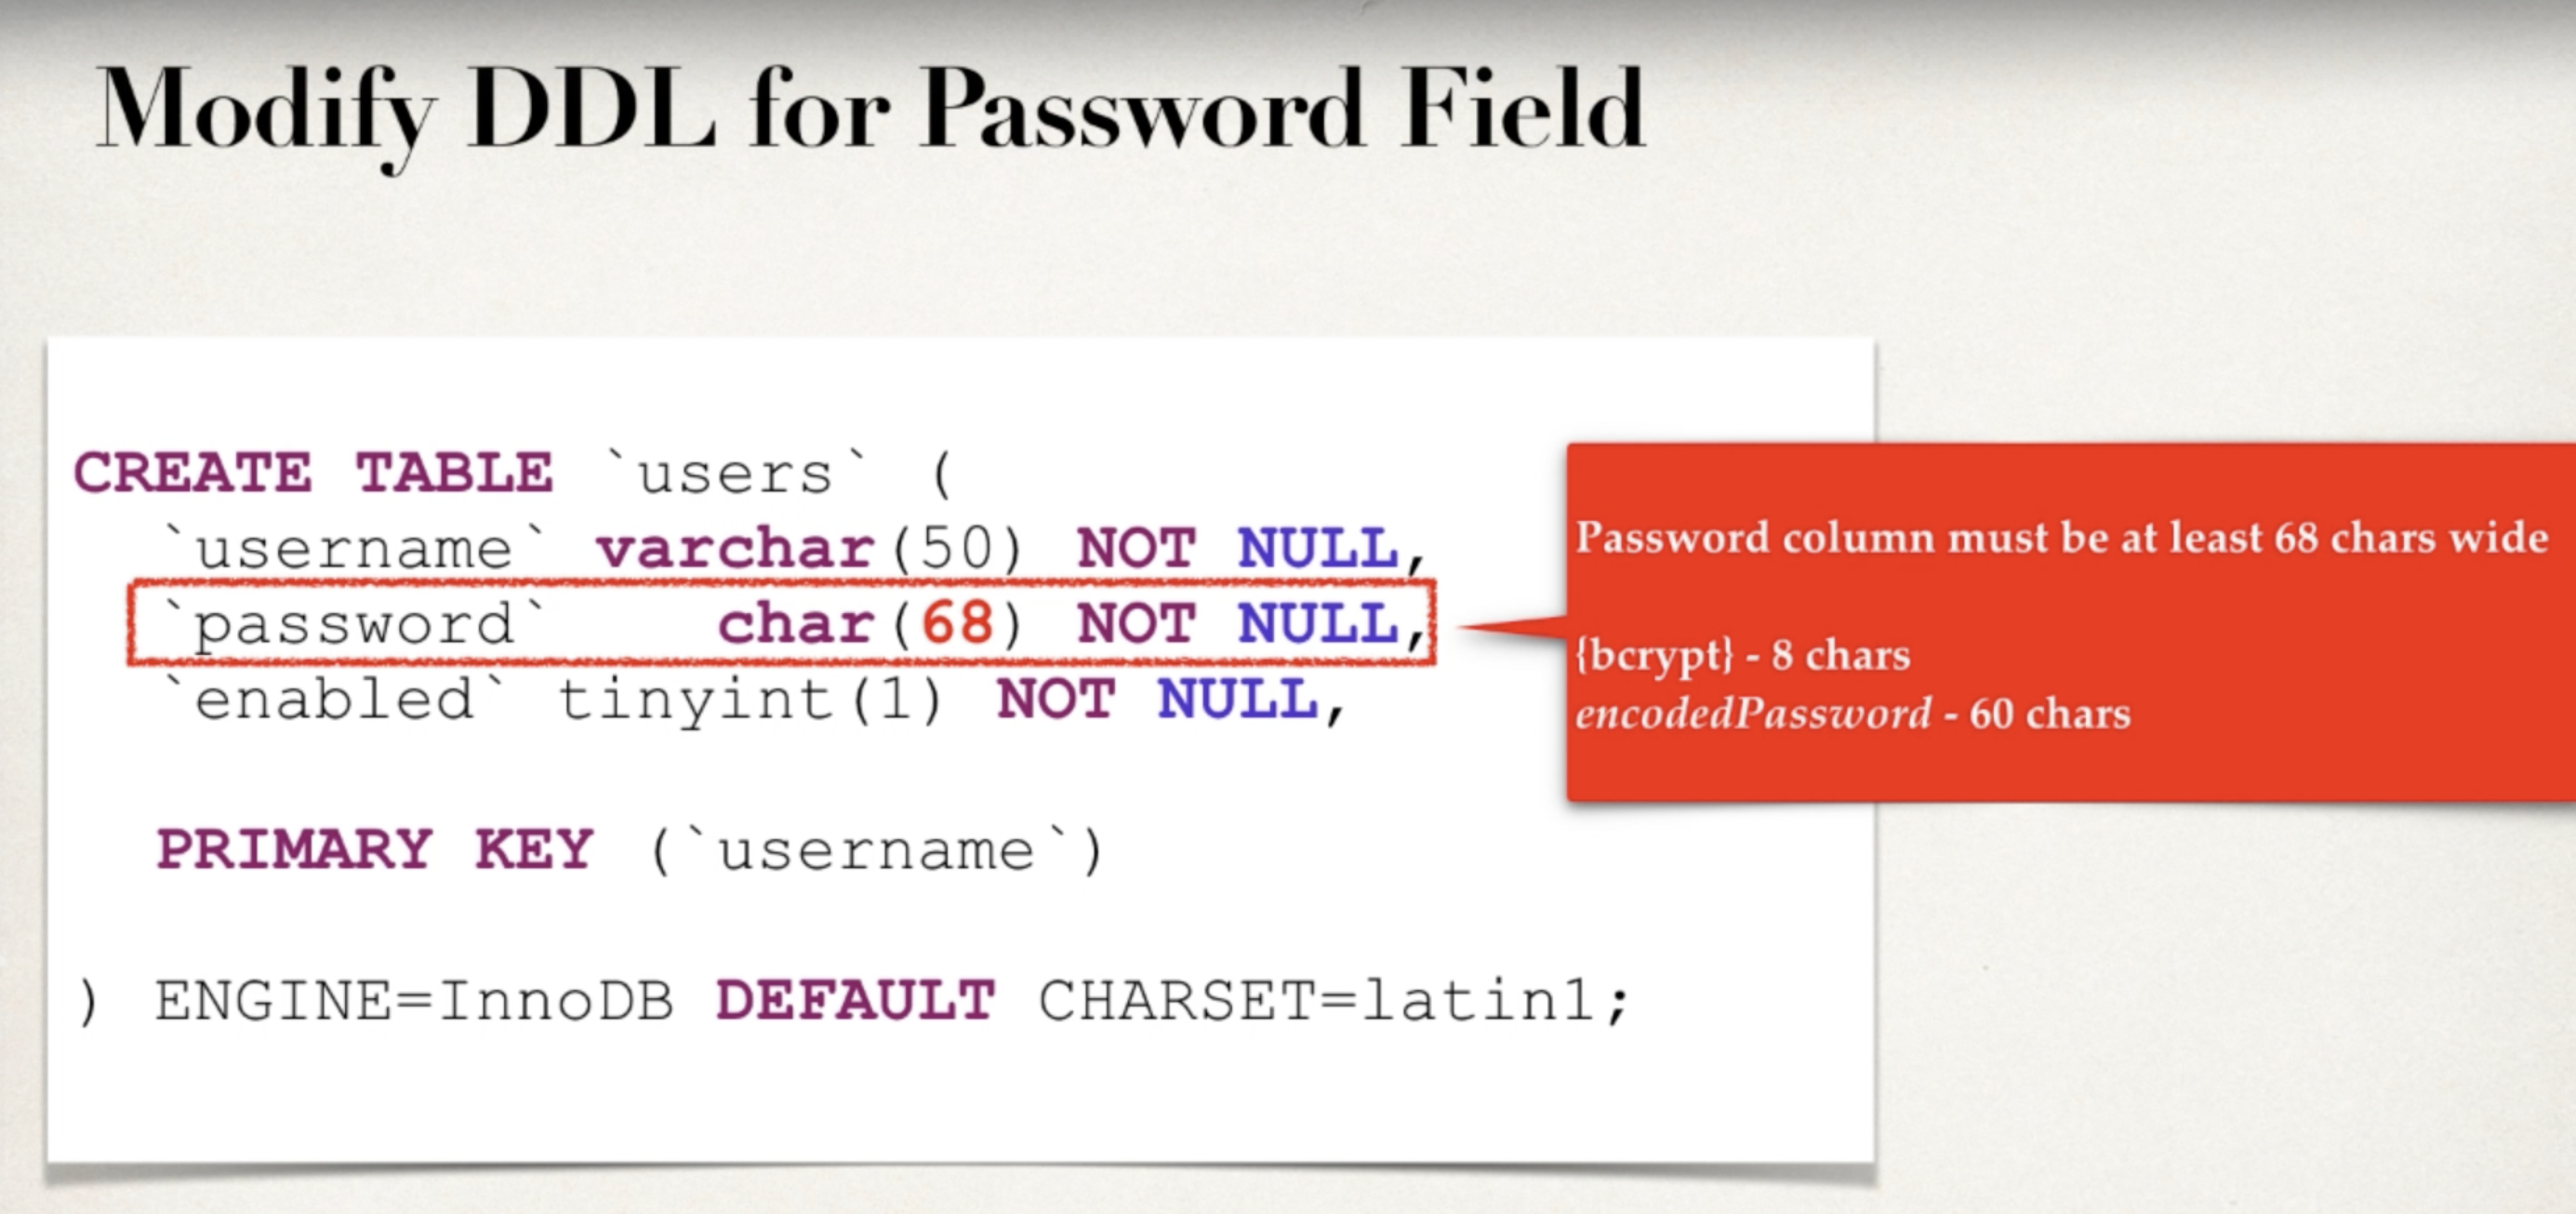 Modify DDL for Password Field
CREATE TABLE `users` (
`username` varchar(50) NOT NULL,
`password` char(68) NOT NULL,
`enabled` tinyint(1) NOT NULL,
PRIMARY KEY (`username`)
) ENGINE=InnoDB DEFAULT CHARSET=latin1;
Password column must be at least 68 chars wide
{bcrypt} - 8 chars
encodedPassword - 60 chars